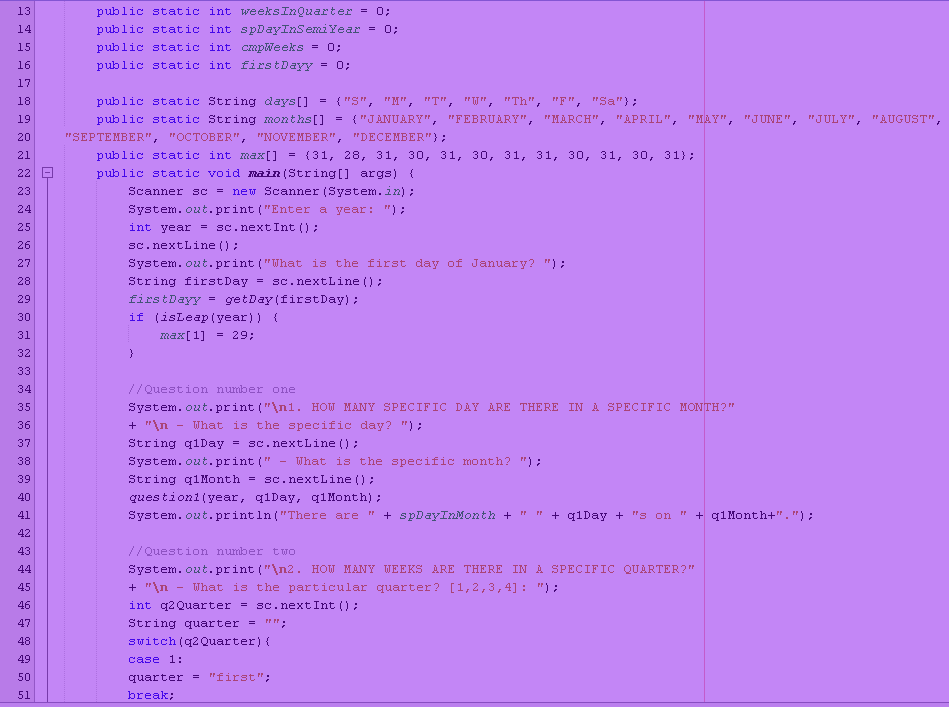 13 public static int weeksInQuarter = 0;
14 public static int spDayInSemiYear = 0;
15 public static int cmpWeeks = 0;
16 public static int firstDayy = 0;
17
18 public static String days[] = {"S", "M", "T", "W", "Th", "F", "Sa"};
19 public static String months[] = {"JANUARY", "FEBRUARY", "MARCH", "APRIL", "MAY", "JUNE", "JULY", "AUGUST",
20 "SEPTEMBER", "OCTOBER", "NOVEMBER", "DECEMBER"};
21 public static int max[] = {31, 28, 31, 30, 31, 30, 31, 31, 30, 31, 30, 31};
22 public static void main(String[] args) {
23 Scanner sc = new Scanner(System.in);
24 System.out.print("Enter a year: ");
25 int year = sc.nextInt();
26 sc.nextLine();
27 System.out.print("What is the first day of January? ");
28 String firstDay = sc.nextLine();
29 firstDayy = getDay(firstDay);
30 if (isLeap(year)) {
31 max[1] = 29;
32 }
33
34 //Question number one
35 System.out.print("\n1. HOW MANY SPECIFIC DAY ARE THERE IN A SPECIFIC MONTH?"
36 + "\n - What is the specific day? ");
37 String q1Day = sc.nextLine();
38 System.out.print(" - What is the specific month? ");
39 String q1Month = sc.nextLine();
40 question1(year, q1Day, q1Month);
41 System.out.println("There are " + spDayInMonth + " " + q1Day + "s on " + q1Month+".");
42
43 //Question number two
44 System.out.print("\n2. HOW MANY WEEKS ARE THERE IN A SPECIFIC QUARTER?"
45 + "\n - What is the particular quarter? [1,2,3,4]: ");
46 int q2Quarter = sc.nextInt();
47 String quarter = "";
48 switch(q2Quarter){
49 case 1:
50 quarter = "first";
51 break;